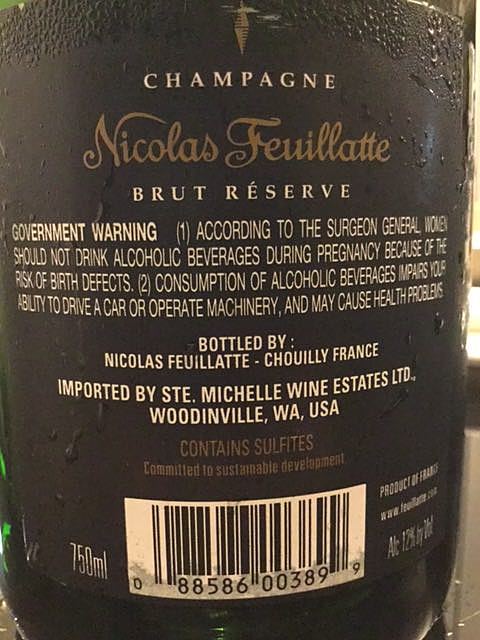 CHAMPAGNE
Nicolas Feuillatte
BRUT RÉSERVE
GOVERNMENT WARNING (1) ACCORDING TO THE SURGEON GENERAL, WOMEN
SHOULD NOT DRINK ALCOHOLIC BEVERAGES DURING PREGNANCY BECAUSE OF THE
RISK OF BIRTH DEFECTS. (2) CONSUMPTION OF ALCOHOLIC BEVERAGES IMPAIRS YOUR
ABILITY TO DRIVE A CAR OR OPERATE MACHINERY, AND MAY CAUSE HEALTH PROBLEMS.
BOTTLED BY :
NICOLAS FEUILLATTE - CHOUILLY FRANCE
IMPORTED BY STE. MICHELLE WINE ESTATES LTD.,
WOODINVILLE, WA, USA
CONTAINS SULFITES
Committed to sustainable development
PRODUCT OF FRANCE
www.feuillatte.com
750ml
Alc 12% by Vol.
0 88586 00389 9